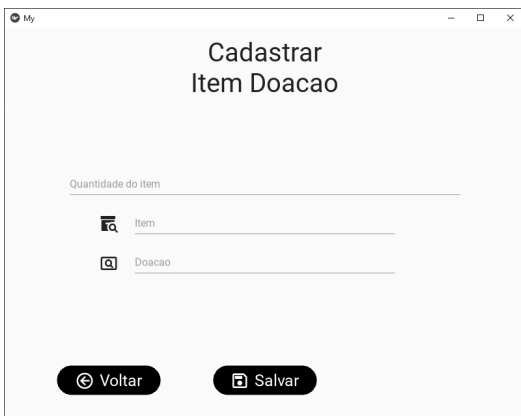 My
Cadastrar
Item Doacao
Quantidade do item
Item
Doacao
Voltar
Salvar